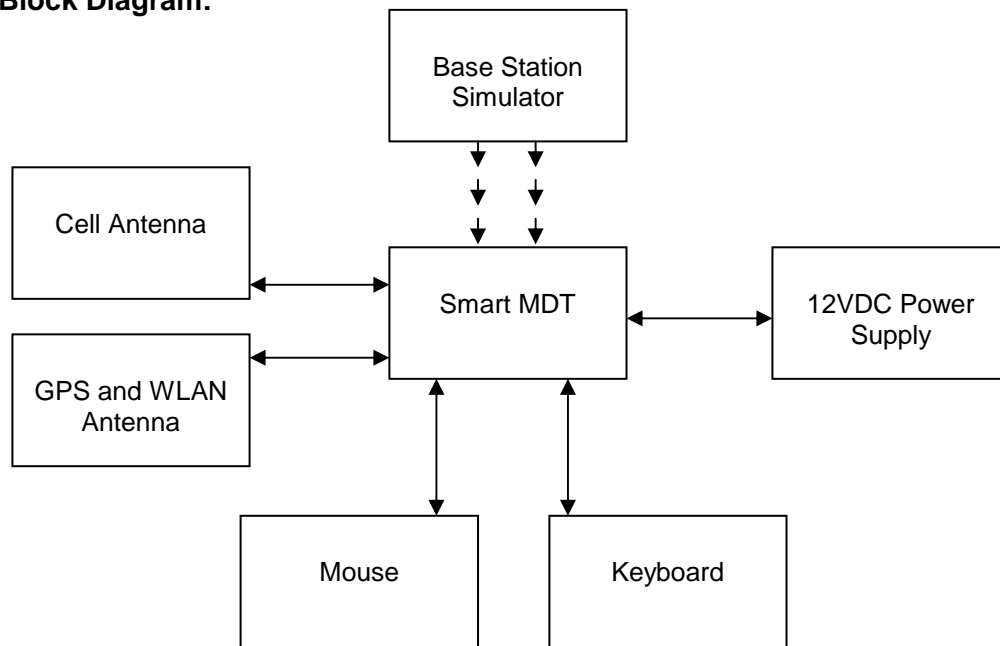 Block Diagram:
Base Station
Simulator
Cell Antenna
Smart MDT
12VDC Power
Supply
GPS and WLAN
Antenna
Mouse
Keyboard